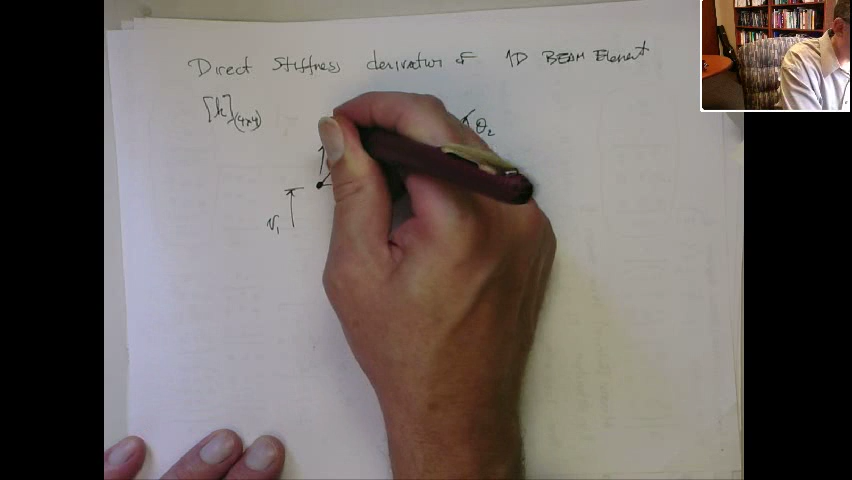 Direct Stiffness derivation of 1D BEAM Element
[k](4x4)
θ2
v1